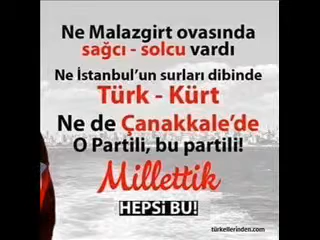 Ne Malazgirt ovasında
sağcı - solcu vardı
Ne İstanbul'un surları dibinde
Türk - Kürt
Ne de Çanakkale'de
O Partili, bu partili!
Millettik
HEPSi BU!
türkellerinden.com